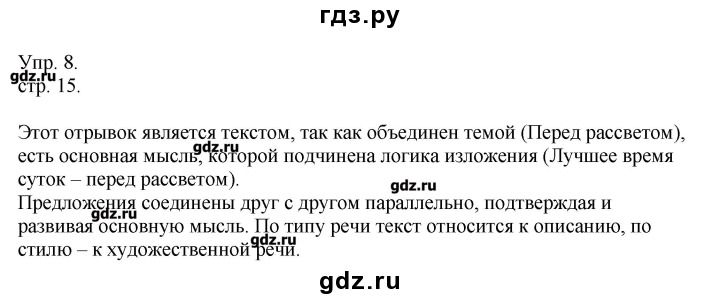 гдз.ру
Упр. 8.
gdz.ru
стр. 15.
Этот отрывок является текстом, так как объединен темой (Перед рассветом),
gdz.ru
есть основная мысль, которой подчинена логика изложения (Лучшее время
суток – перед рассветом).
gdz.ru
Предложения соединены друг с другом параллельно, подтверждая и
gdz.ru
развивая основную мысль. По типу речи текст относится к описанию, по
gdz.ru
стилю – к художественной речи.
gdz.ru